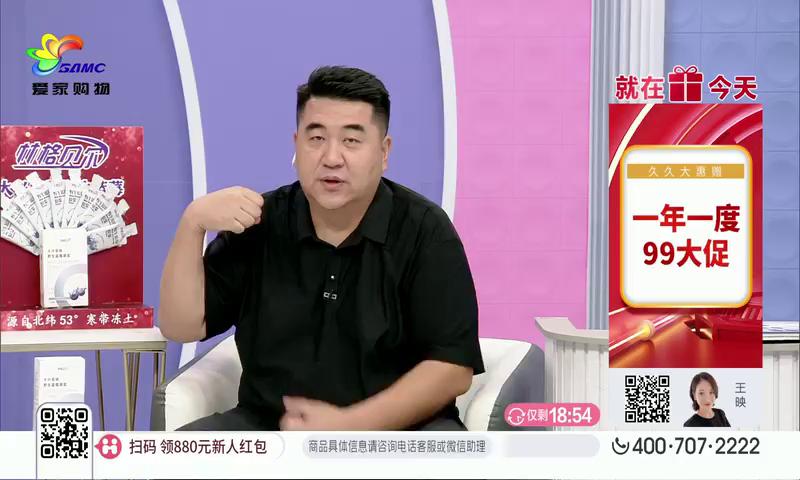 GAMC
爱家购物
林格贝尔
源自北纬53°寒带冻土
就在今天
久久大惠赠
一年一度
99大促
王映
仅剩18:54
扫码 领880元新人红包
商品具体信息请咨询电话客服或微信助理
400-707-2222